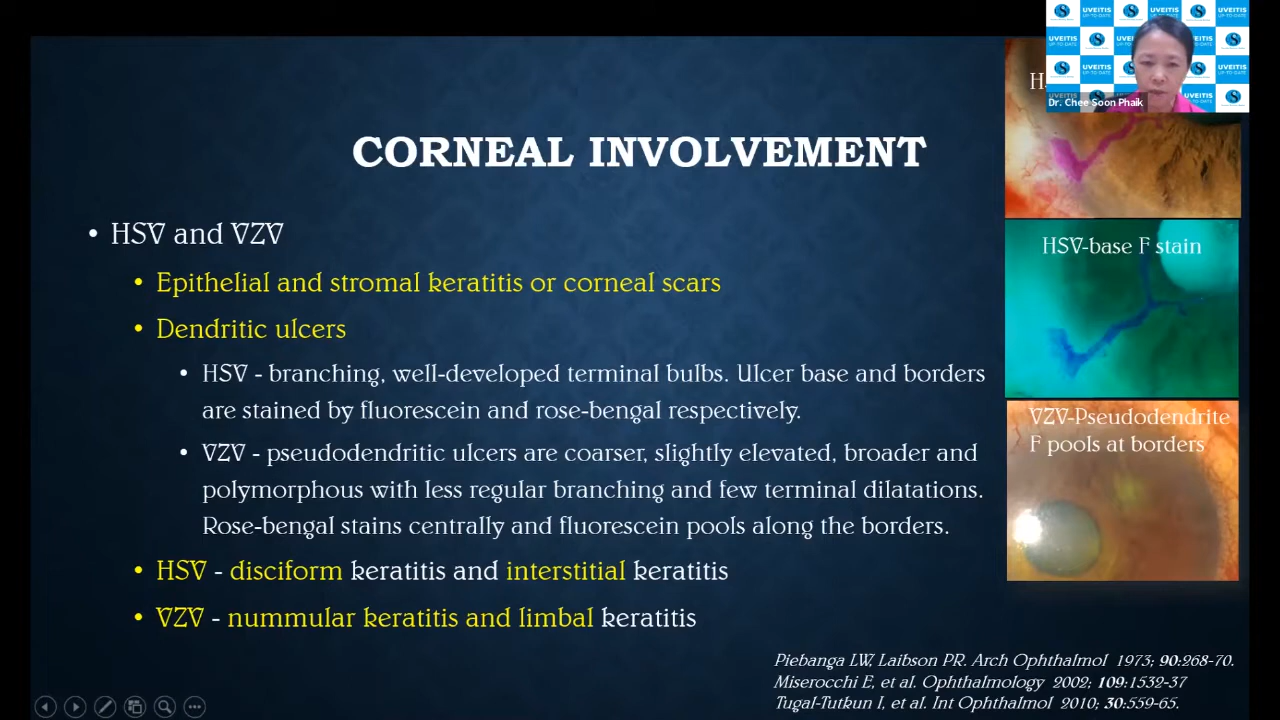 UVEITIS
UP-TO-DATE
Dr. Chee Soon Phaik
CORNEAL INVOLVEMENT
• HSV and VZV
• Epithelial and stromal keratitis or corneal scars
• Dendritic ulcers
• HSV - branching, well-developed terminal bulbs. Ulcer base and borders
are stained by fluorescein and rose-bengal respectively.
• VZV - pseudodendritic ulcers are coarser, slightly elevated, broader and
polymorphous with less regular branching and few terminal dilatations.
Rose-bengal stains centrally and fluorescein pools along the borders.
• HSV - disciform keratitis and interstitial keratitis
• VZV - nummular keratitis and limbal keratitis
HSV-base F stain
VZV-Pseudodendrite
F pools at borders
Piebanga LW, Laibson PR. Arch Ophthalmol 1973; 90:268-70.
Miserocchi E, et al. Ophthalmology 2002; 109:1532-37
Tugal-Tutkun I, et al. Int Ophthalmol 2010; 30:559-65.